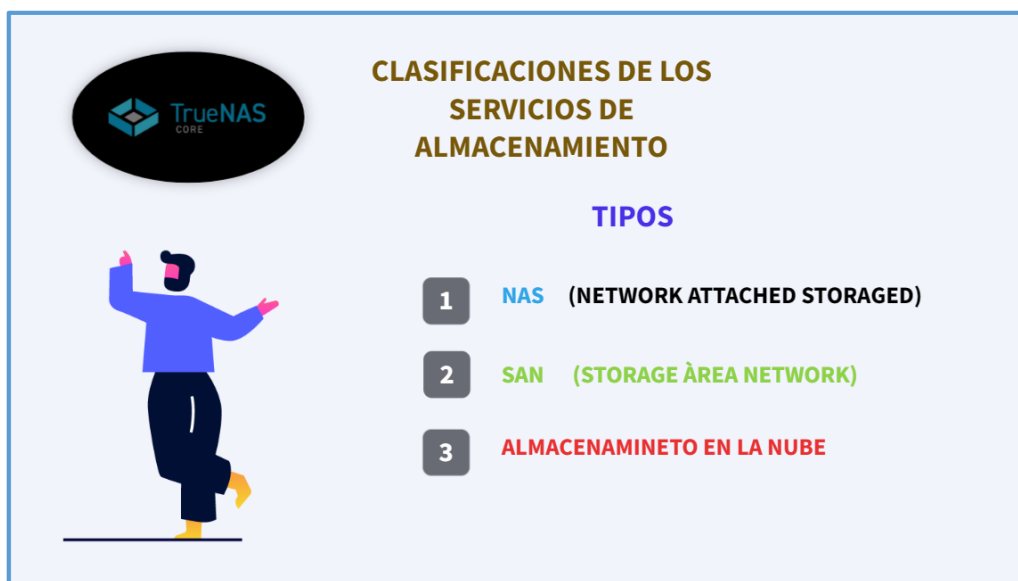 TrueNAS
CORE
CLASIFICACIONES DE LOS
SERVICIOS DE
ALMACENAMIENTO
TIPOS
1 NAS (NETWORK ATTACHED STORAGED)
2 SAN (STORAGE ÀREA NETWORK)
3 ALMACENAMINETO EN LA NUBE